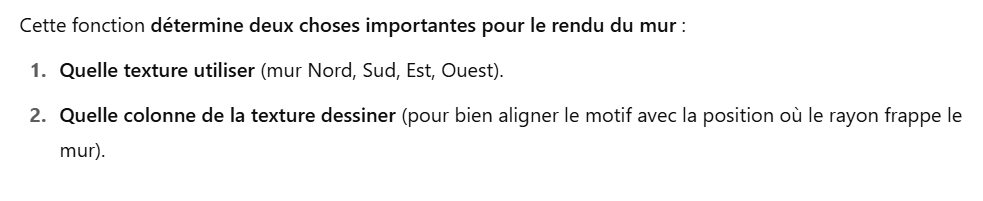 Cette fonction détermine deux choses importantes pour le rendu du mur :
1. Quelle texture utiliser (mur Nord, Sud, Est, Ouest).
2. Quelle colonne de la texture dessiner (pour bien aligner le motif avec la position où le rayon frappe le
mur).